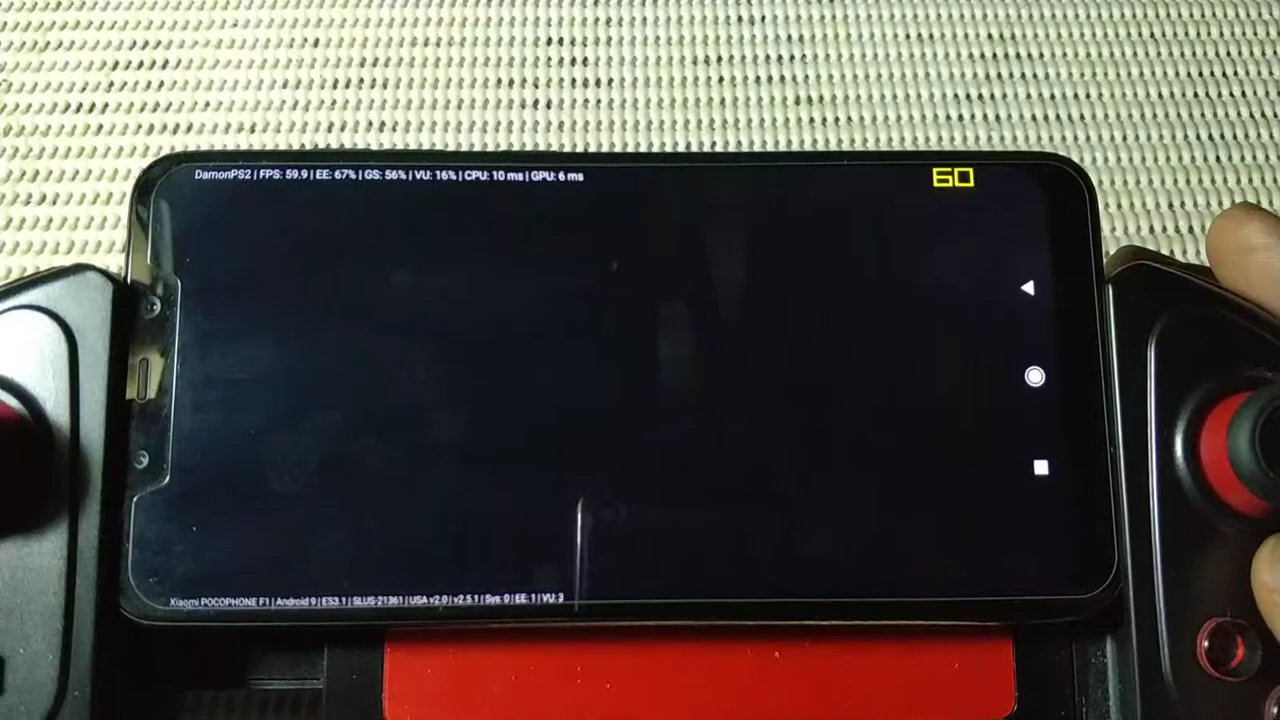 DamonPS2 | FPS: 59.9 | EE: 67% | GS: 56% | VU: 16% | CPU: 10 ms | GPU: 6 ms
60
Xiaomi POCOPHONE F1 | Android 9 | ES3.1 | SLUS-21361 | USA v2.0 | v2.5.1 | Sys: 0 | EE: 1 | VU: 3